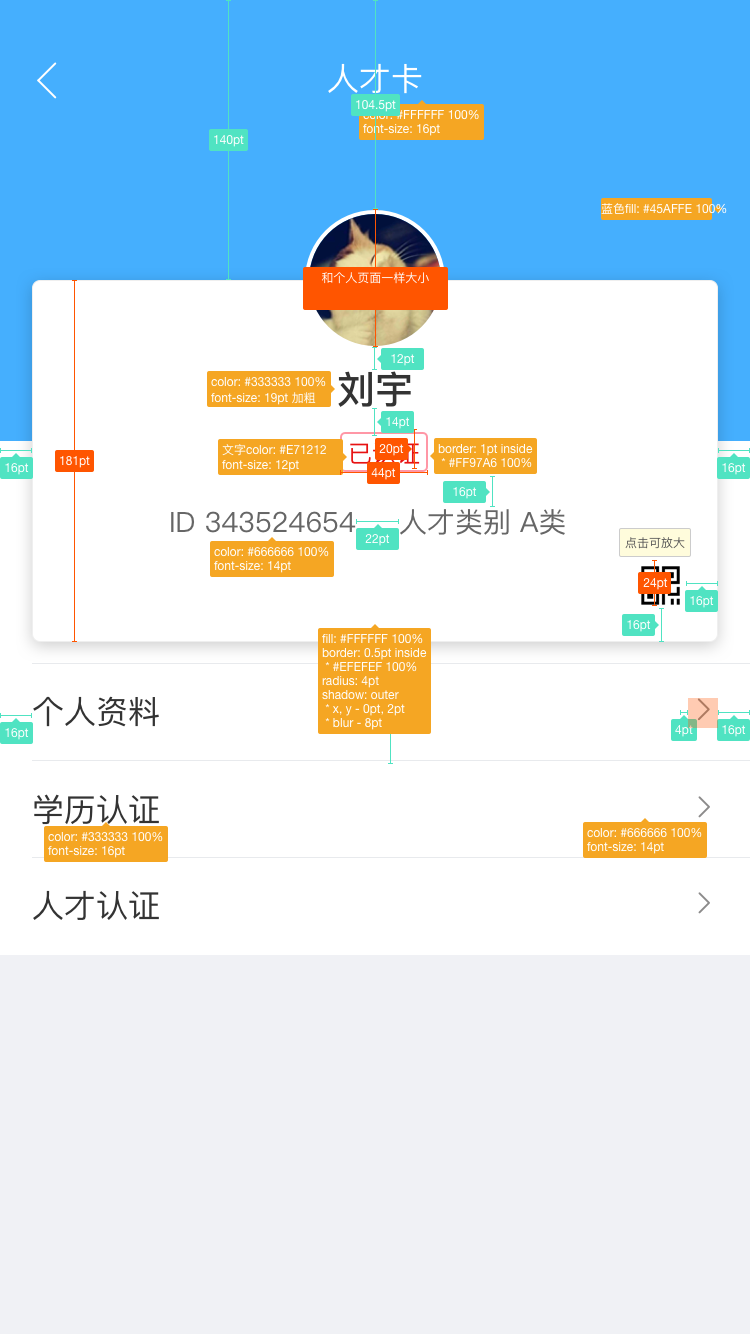 人才卡
104.5pt
color: #FFFFFF 100%
font-size: 16pt
140pt
蓝色fill: #45AFFE 100%
和个人页面一样大小
12pt
color: #333333 100%
font-size: 19pt 加粗
刘宇
14pt
文字color: #E71212
font-size: 12pt
已 证
20pt
44pt
border: 1pt inside
* #FF97A6 100%
16pt
181pt
16pt
16pt
ID 343524654
22pt
人才类别 A类
color: #666666 100%
font-size: 14pt
点击可放大
24pt
16pt
16pt
fill: #FFFFFF 100%
border: 0.5pt inside
* #EFEFEF 100%
radius: 4pt
shadow: outer
* x, y - 0pt, 2pt
* blur - 8pt
个人资料
16pt
4pt
16pt
学历认证
color: #333333 100%
font-size: 16pt
color: #666666 100%
font-size: 14pt
人才认证